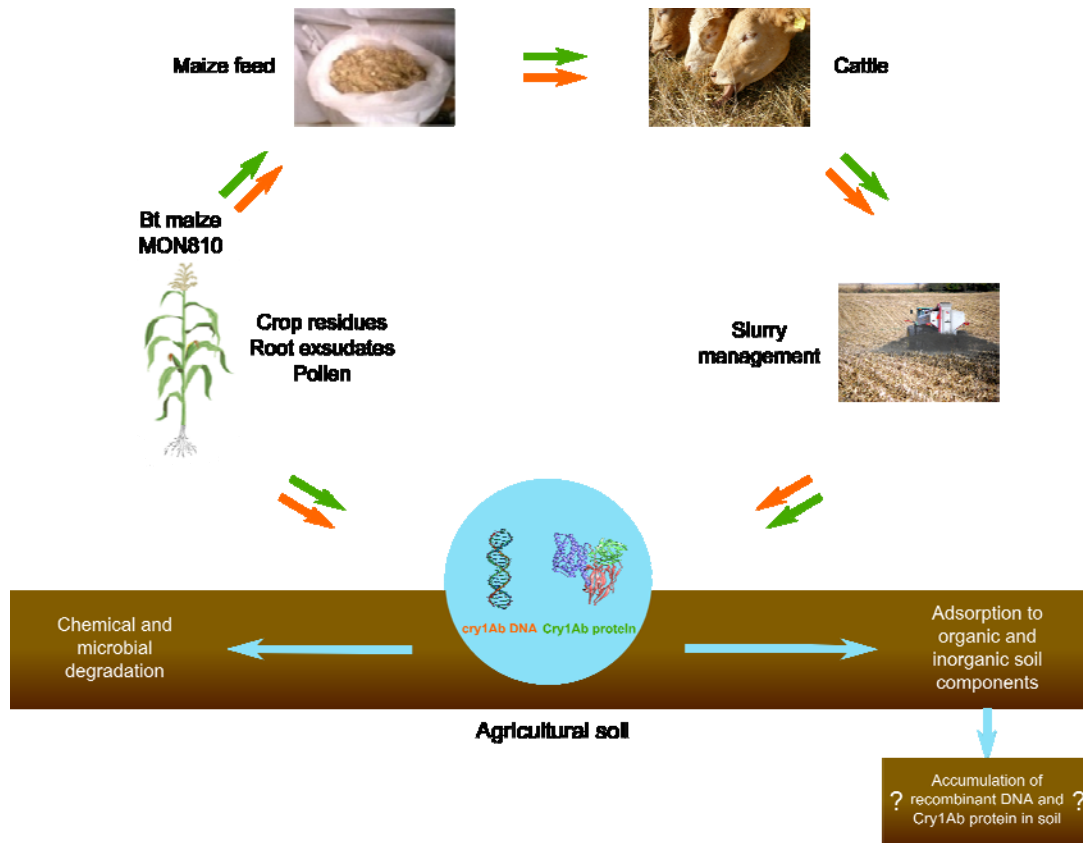 Maize feed
Cattle
Bt maize
MON810
Crop residues
Root exsudates
Pollen
Slurry
management
cry1Ab DNA
Cry1Ab protein
Chemical and
microbial
degradation
Adsorption to
organic and
inorganic soil
components
Agricultural soil
Accumulation of
? recombinant DNA and ?
Cry1Ab protein in soil